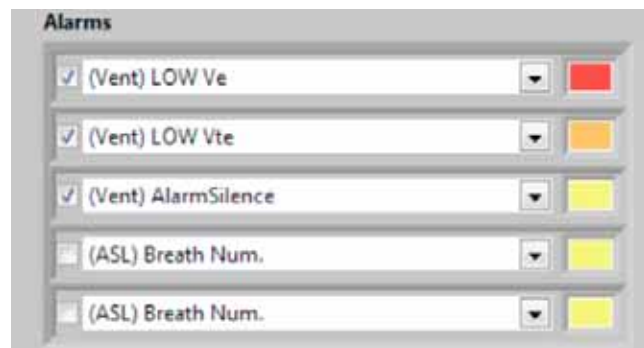 Alarms
(Vent) LOW Ve
(Vent) LOW Vte
(Vent) AlarmSilence
(ASL) Breath Num.
(ASL) Breath Num.